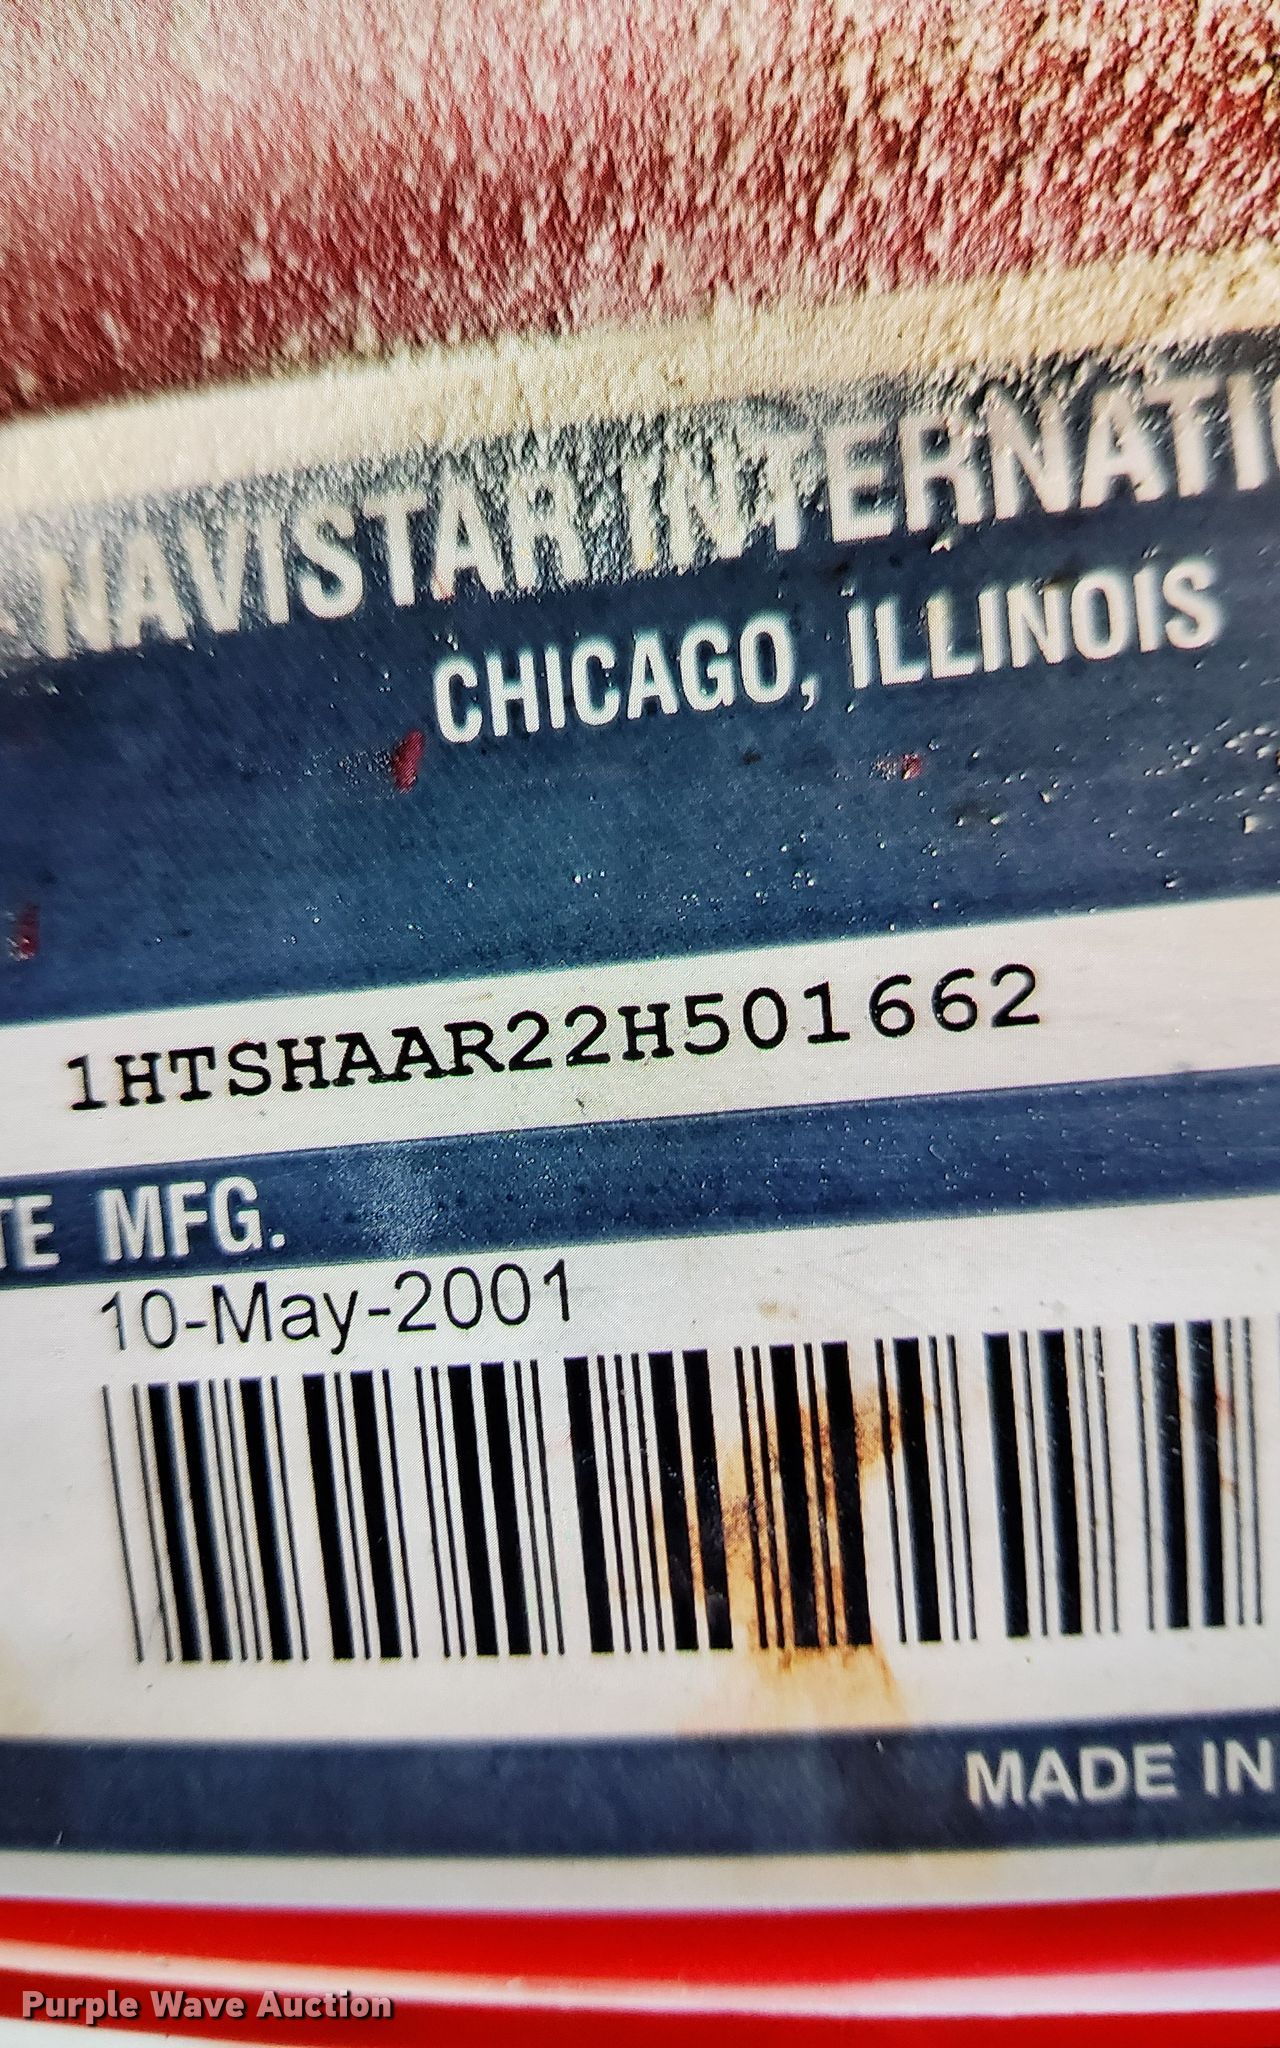 NAVISTAR INTERNATI
CHICAGO, ILLINOIS
1HTSHAAR22H501662
TE MFG.
10-May-2001
MADE IN
Purple Wave Auction